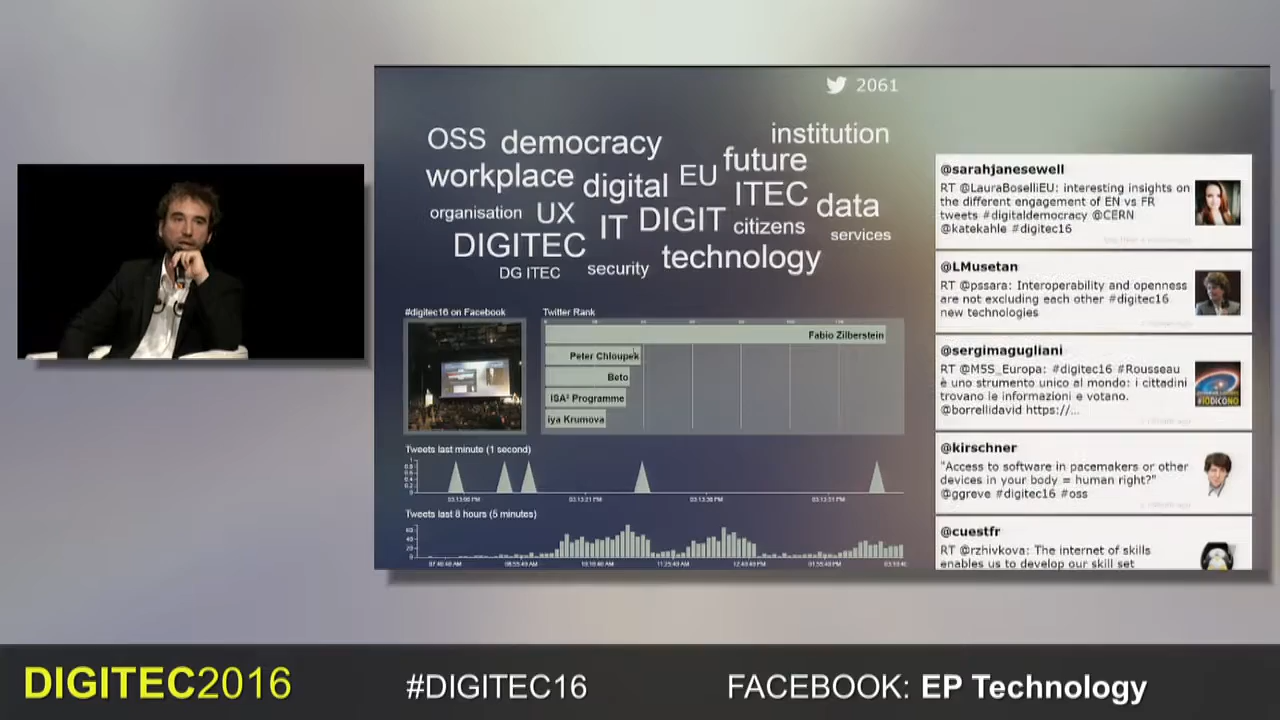 2061
OSS democracy institution
workplace digital EU future
organisation UX IT DIGIT ITEC data
DIGITEC citizens services
DG ITEC security technology
#digitec16 on Facebook
Twitter Rank
Fabio Zilberstein
Peter Chloupek
Beto
ISA² Programme
iya Krumova
Tweets last minute (1 second)
Tweets last 8 hours (5 minutes)
@sarahjanesewell
RT @LauraBoselliEU: interesting insights on
the different engagement of EN vs FR
tweets #digitaldemocracy @CERN
@katekahle #digitec16
@LMusetan
RT @pssara: Interoperability and openness
are not excluding each other #digitec16
new technologies
@sergimagugliani
RT @M5S_Europa: #digitec16 #Rousseau
è uno strumento unico al mondo: i cittadini
trovano le informazioni e votano.
@borrellidavid https://...
#IODICONO
@kirschner
"Access to software in pacemakers or other
devices in your body = human right?"
@ggreve #digitec16 #oss
@cuestfr
RT @rzhivkova: The internet of skills
enables us to develop our skill set
DIGITEC2016
#DIGITEC16
FACEBOOK: EP Technology